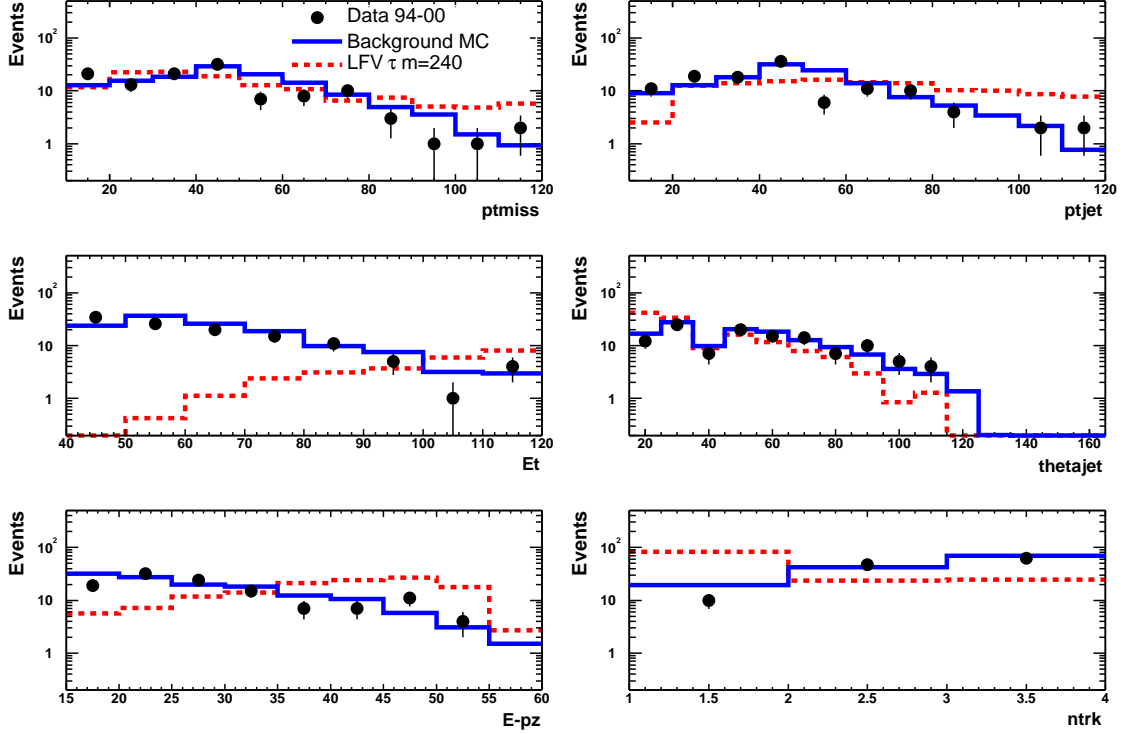 Events
10²
10
1
Data 94-00
Background MC
LFV τ m=240
20 40 60 80 100 120
ptmiss
Events
10²
10
1
20 40 60 80 100 120
ptjet
Events
10²
10
1
40 50 60 70 80 90 100 110 120
Et
Events
10²
10
1
20 40 60 80 100 120 140 160
thetajet
Events
10²
10
1
15 20 25 30 35 40 45 50 55 60
E-pz
Events
10²
10
1
1 1.5 2 2.5 3 3.5 4
ntrk